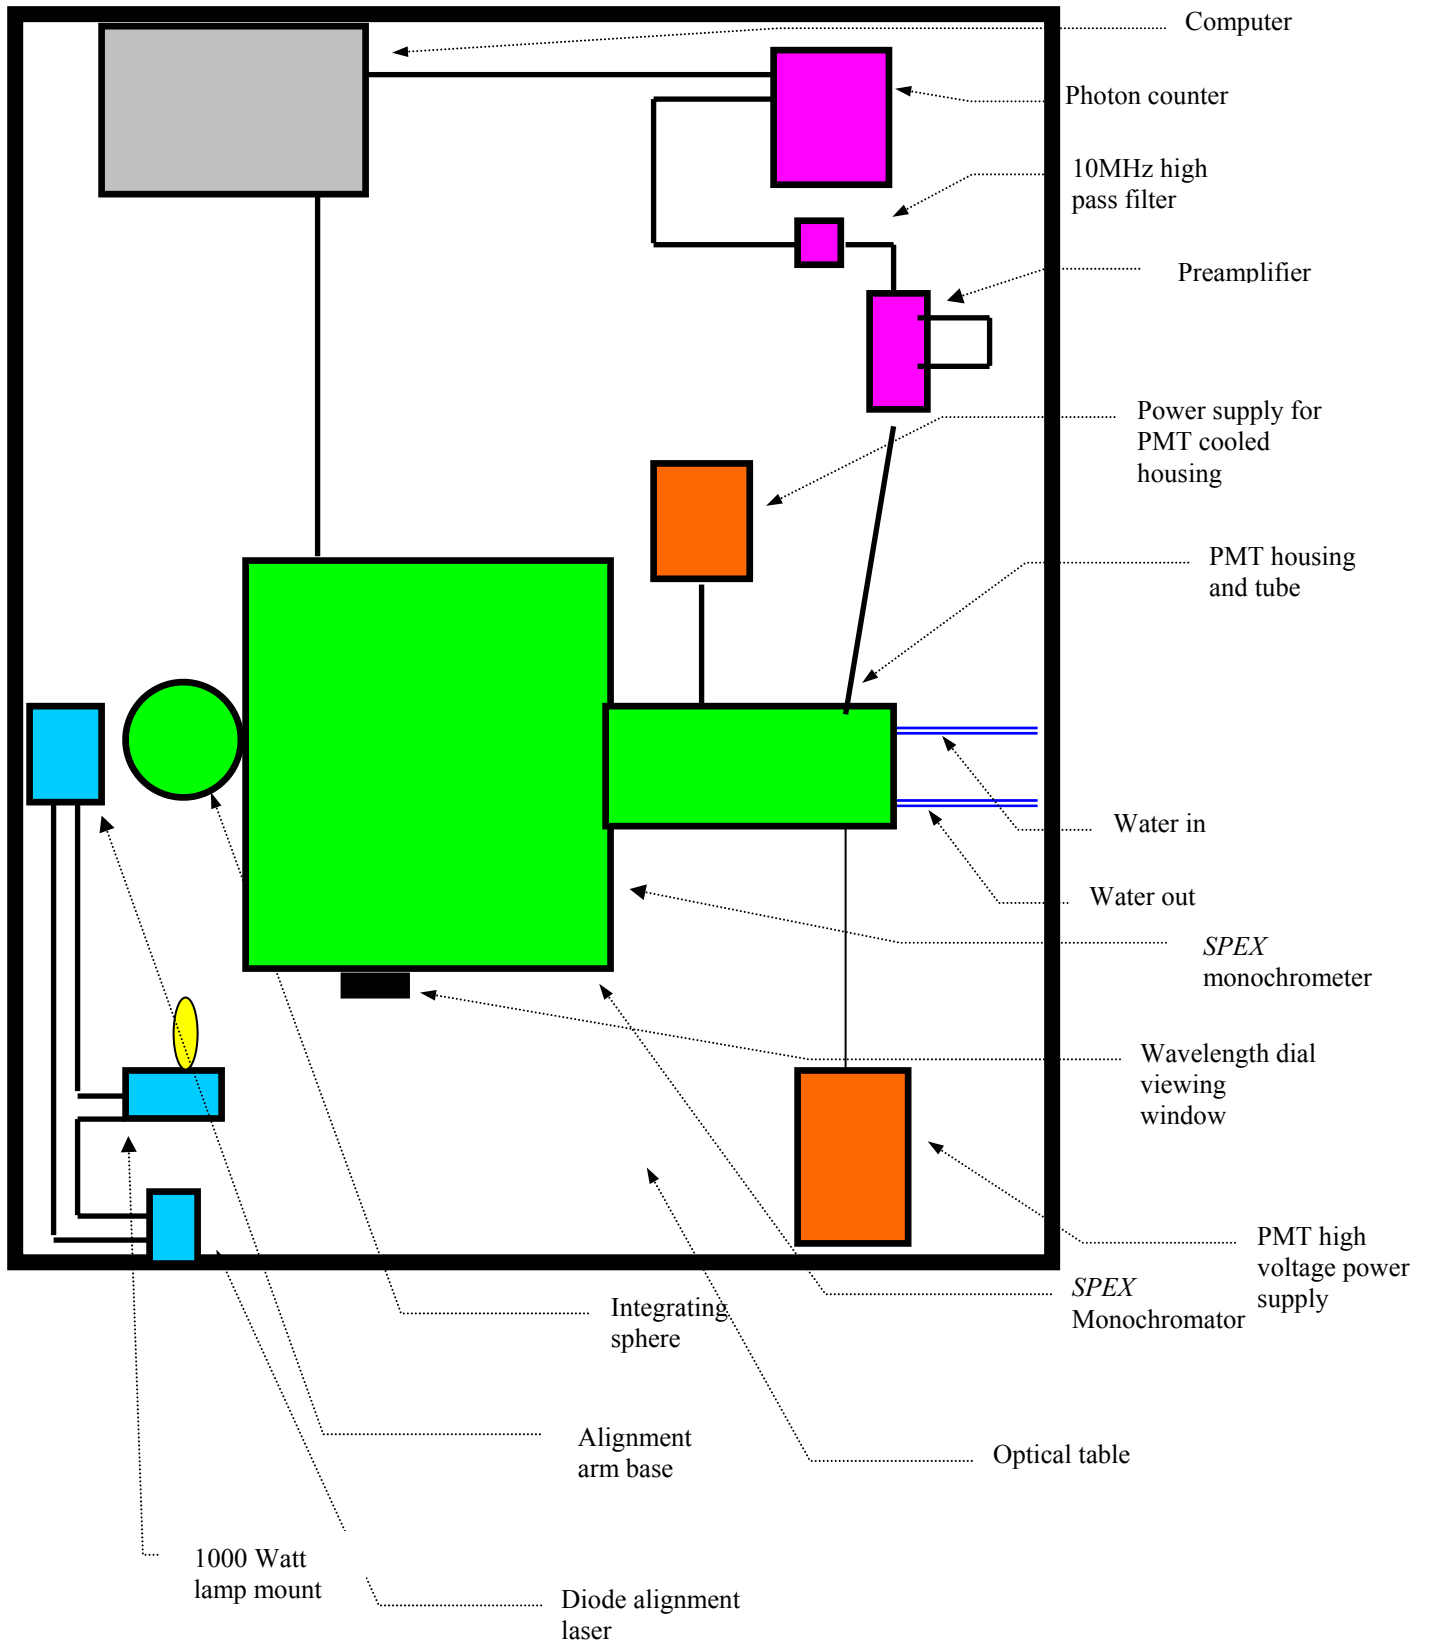 Computer
Photon counter
10MHz high
pass filter
Preamplifier
Power supply for
PMT cooled
housing
PMT housing
and tube
Water in
Water out
SPEX
monochrometer
Wavelength dial
viewing
window
PMT high
voltage power
supply
SPEX
Monochromator
Integrating
sphere
Alignment
arm base
Optical table
1000 Watt
lamp mount
Diode alignment
laser